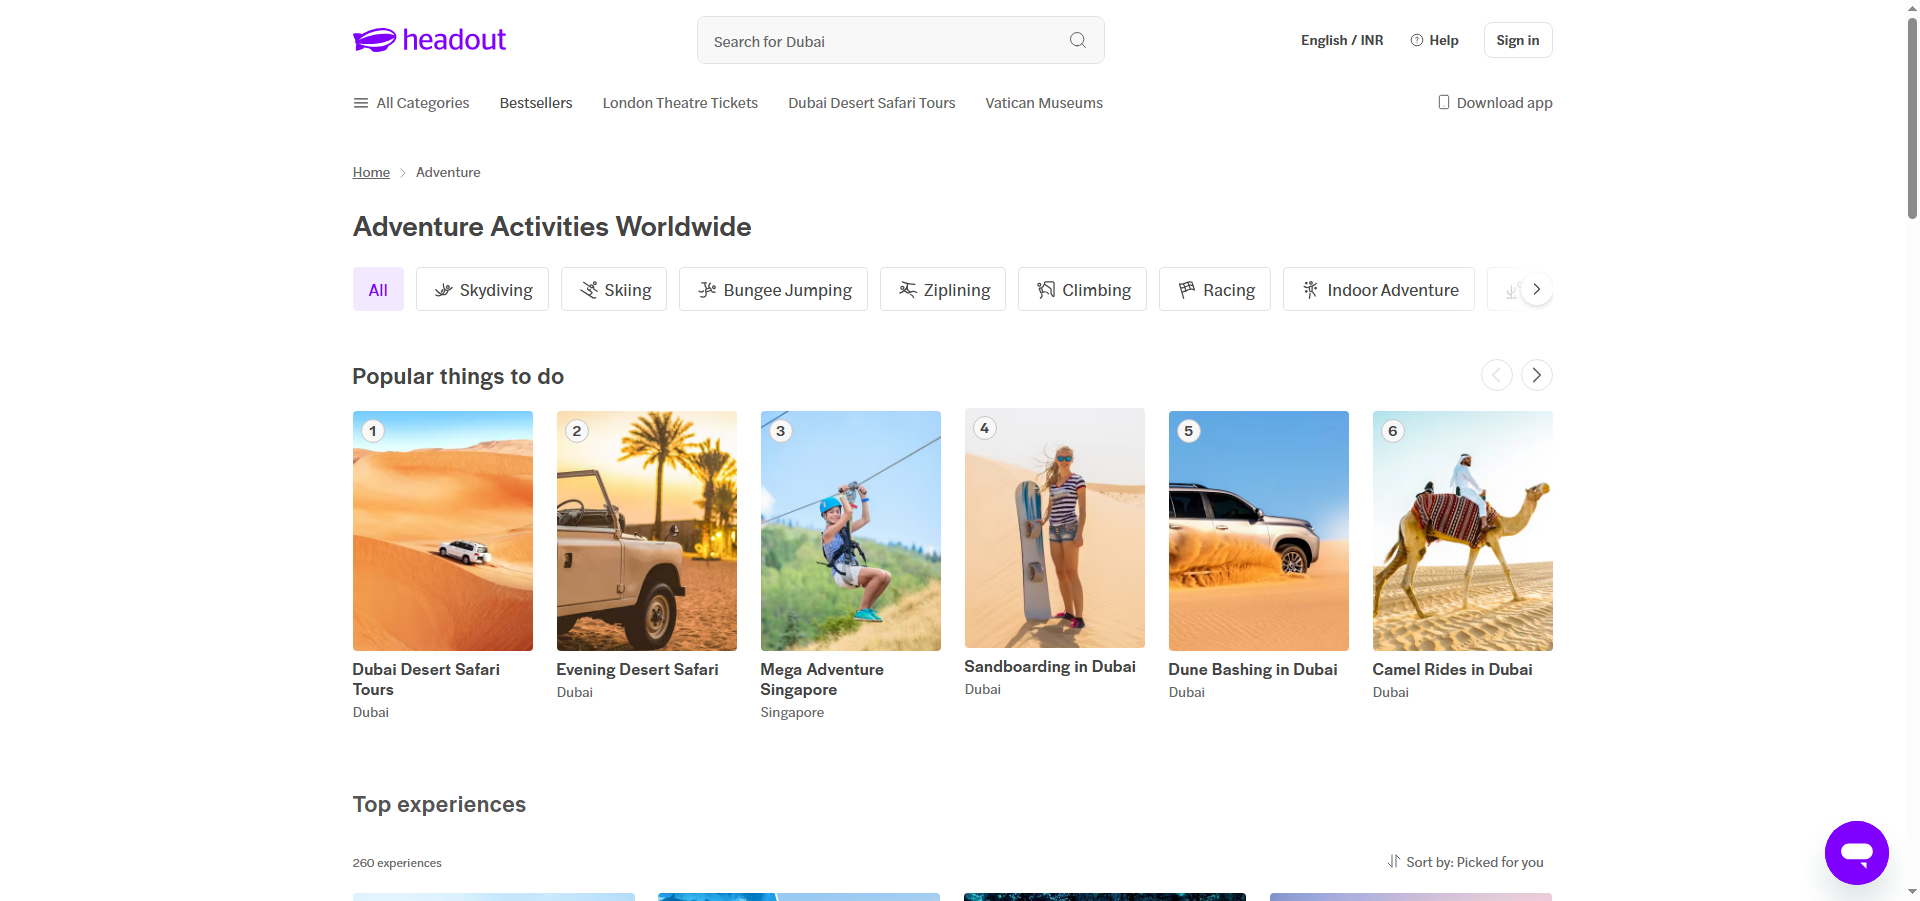 headout
Search for Dubai
English / INR
Help
Sign in
All Categories
Bestsellers
London Theatre Tickets
Dubai Desert Safari Tours
Vatican Museums
Download app
Home
Adventure
Adventure Activities Worldwide
All
Skydiving
Skiing
Bungee Jumping
Ziplining
Climbing
Racing
Indoor Adventure
Popular things to do
1
2
3
4
5
6
Dubai Desert Safari
Tours
Dubai
Evening Desert Safari
Dubai
Mega Adventure
Singapore
Singapore
Sandboarding in Dubai
Dubai
Dune Bashing in Dubai
Dubai
Camel Rides in Dubai
Dubai
Top experiences
260 experiences
Sort by: Picked for you